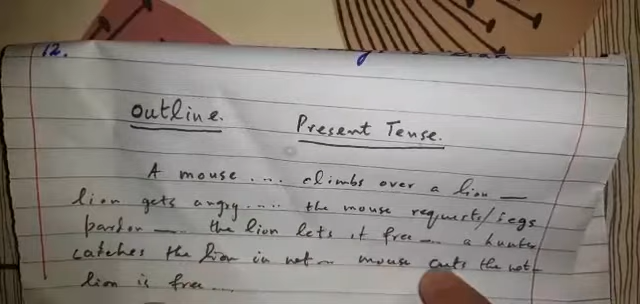 12.
Outline.
Present Tense.
A mouse .... climbs over a lion —
lion gets angry .... the mouse requests/begs
pardon — the lion lets it free — a hunter
catches the lion in net — mouse cuts the net —
lion is free ....